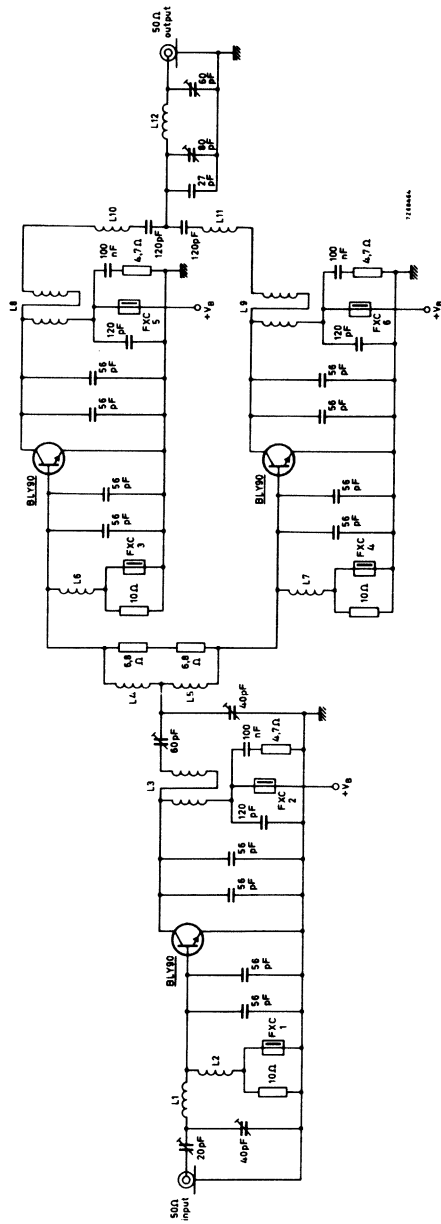 50Ω
input
20pF
40pF
L1
L2
10Ω
FXC
1
56
pF
56
pF
BLY90
56
pF
56
pF
120
pF
FXC
2
+VB
100
nF
4,7Ω
L3
60pF
40pF
L4
L5
6,8
Ω
6,8
Ω
L6
10Ω
FXC
3
56
pF
56
pF
BLY90
56
pF
56
pF
120
pF
FXC
5
+VB
100
nF
4,7Ω
L8
L7
10Ω
FXC
4
56
pF
56
pF
BLY90
56
pF
56
pF
120
pF
FXC
6
+VB
100
nF
4,7Ω
L9
L10
120pF
120pF
L11
27
pF
80
pF
L12
60
pF
50Ω
output